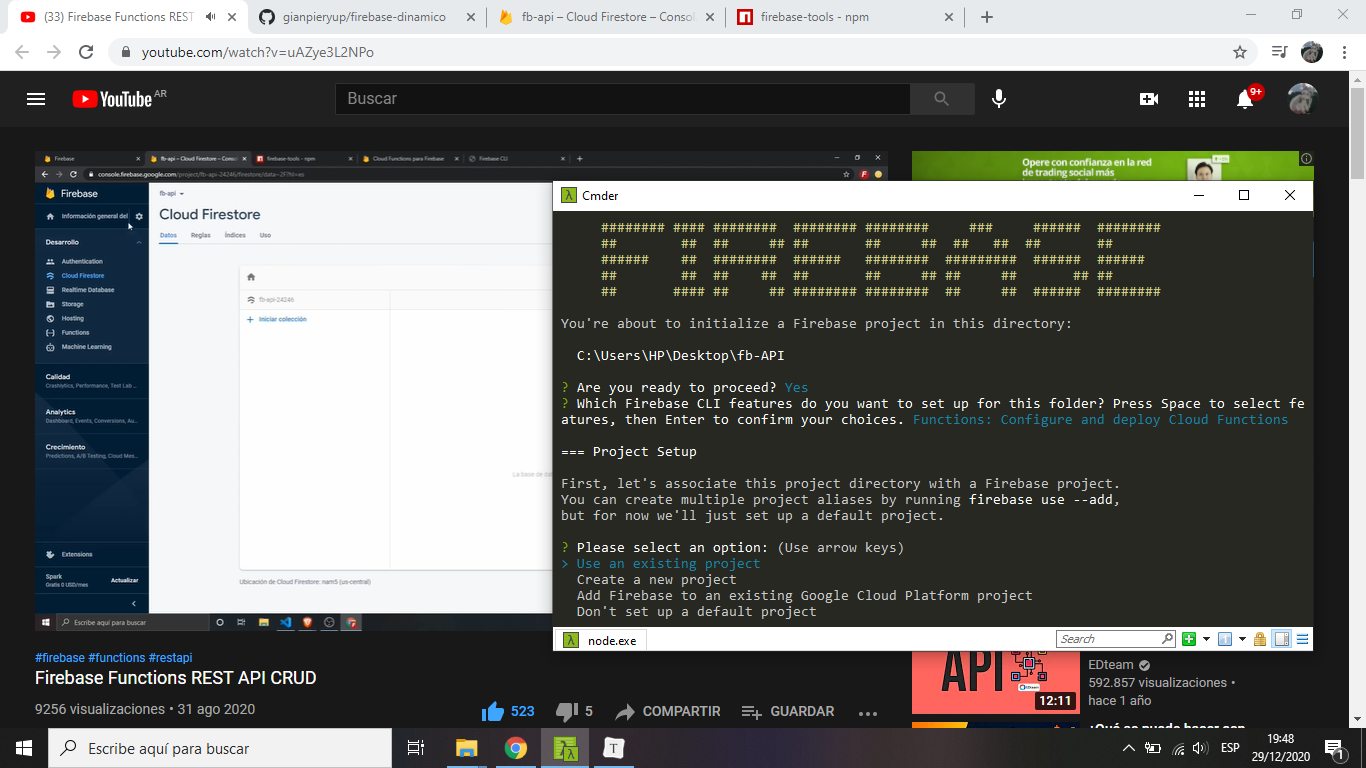 (33) Firebase Functions REST
gianpieryup/firebase-dinamico
fb-api – Cloud Firestore – Conso
firebase-tools - npm
youtube.com/watch?v=uAZye3L2NPo
YouTube AR
Buscar
9+
Firebase
fb-api – Cloud Firestore – Conso
firebase-tools - npm
Cloud Functions para Firebase
Firebase CLI
console.firebase.google.com/project/fb-api-24246/firestore/data~2F?hl=es
Firebase
fb-api
Información general del
Cloud Firestore
Datos
Reglas
Índices
Uso
Desarrollo
Authentication
Cloud Firestore
Realtime Database
Storage
Hosting
Functions
Machine Learning
fb-api-24246
Iniciar colección
Calidad
Crashlytics, Performance, Test Lab ...
Analytics
Dashboard, Events, Conversions, Au...
Crecimiento
Predictions, A/B Testing, Cloud Mes...
La base de dat
Extensions
Spark
Gratis 0 USD/mes
Actualizar
Ubicación de Cloud Firestore: nam5 (us-central)
Escribe aquí para buscar
Opere con confianza en la red
de trading social más
Cmder
FIREBASE
You're about to initialize a Firebase project in this directory:
C:\Users\HP\Desktop\fb-API
? Are you ready to proceed? Yes
? Which Firebase CLI features do you want to set up for this folder? Press Space to select fe
atures, then Enter to confirm your choices. Functions: Configure and deploy Cloud Functions
=== Project Setup
First, let's associate this project directory with a Firebase project.
You can create multiple project aliases by running firebase use --add,
but for now we'll just set up a default project.
? Please select an option: (Use arrow keys)
> Use an existing project
Create a new project
Add Firebase to an existing Google Cloud Platform project
Don't set up a default project
node.exe
Search
#firebase #functions #restapi
Firebase Functions REST API CRUD
9256 visualizaciones • 31 ago 2020
523
5
COMPARTIR
GUARDAR
API
EDteam
12:11
EDteam
592.857 visualizaciones •
hace 1 año
Escribe aquí para buscar
T
ESP
19:48
29/12/2020
1